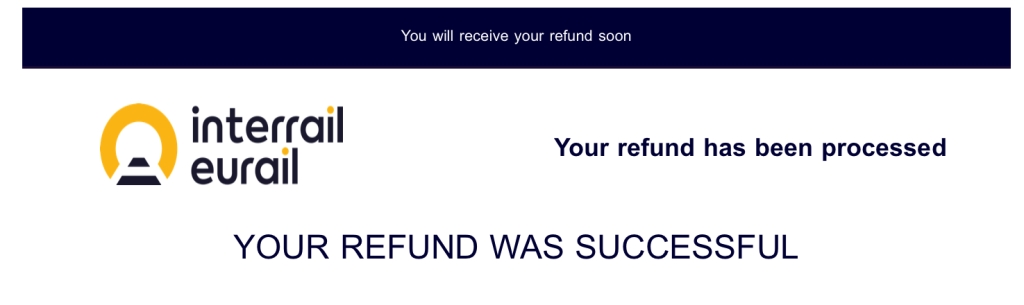 You will receive your refund soon
interrail
eurail
Your refund has been processed
YOUR REFUND WAS SUCCESSFUL